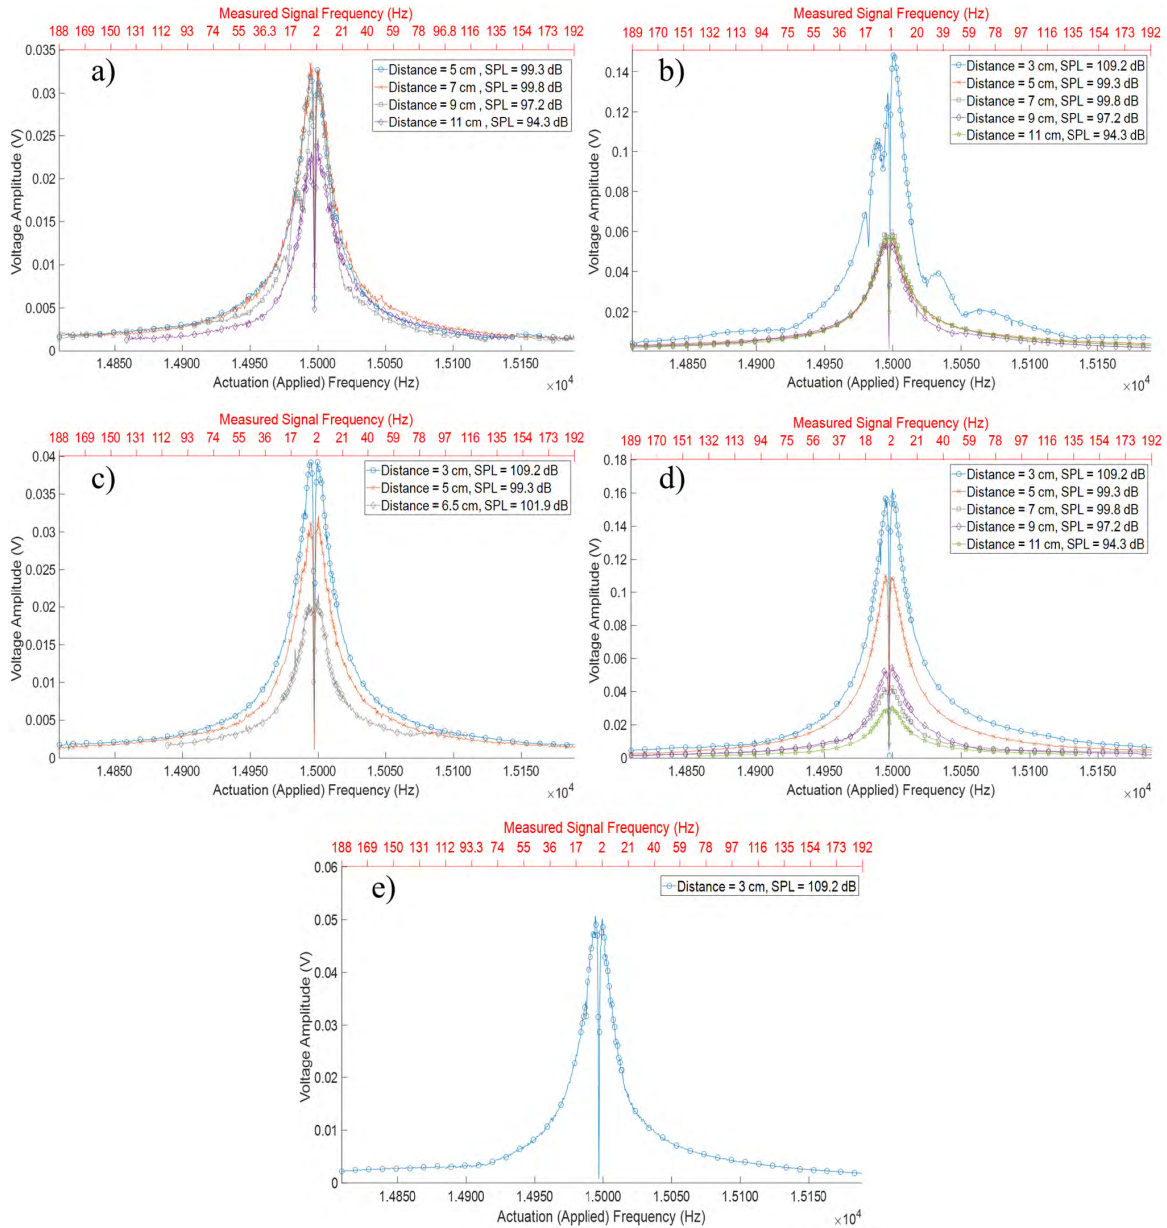 Measured Signal Frequency (Hz)
188 169 150 131 112 93 74 55 36.3 17 2 21 40 59 78 96.8 115 135 154 173 192
a)
Distance = 5 cm , SPL = 99.3 dB
Distance = 7 cm , SPL = 99.8 dB
Distance = 9 cm , SPL = 97.2 dB
Distance = 11 cm , SPL = 94.3 dB
Voltage Amplitude (V)
0.035
0.03
0.025
0.02
0.015
0.01
0.005
0
1.4850 1.4900 1.4950 1.5000 1.5050 1.5100 1.5150
×10⁴
Actuation (Applied) Frequency (Hz)
Measured Signal Frequency (Hz)
189 170 151 132 113 94 75 55 36 17 1 20 39 59 78 97 116 135 154 173 192
b)
Distance = 3 cm, SPL = 109.2 dB
Distance = 5 cm, SPL = 99.3 dB
Distance = 7 cm, SPL = 99.8 dB
Distance = 9 cm, SPL = 97.2 dB
Distance = 11 cm, SPL = 94.3 dB
Voltage Amplitude (V)
0.14
0.12
0.1
0.08
0.06
0.04
0.02
1.4850 1.4900 1.4950 1.5000 1.5050 1.5100 1.5150
×10⁴
Actuation (Applied) Frequency (Hz)
Measured Signal Frequency (Hz)
188 169 150 131 112 93 74 55 36 17 2 21 40 59 78 97 116 135 154 173 192
c)
Distance = 3 cm, SPL = 109.2 dB
Distance = 5 cm, SPL = 99.3 dB
Distance = 6.5 cm, SPL = 101.9 dB
Voltage Amplitude (V)
0.04
0.035
0.03
0.025
0.02
0.015
0.01
0.005
0
1.4850 1.4900 1.4950 1.5000 1.5050 1.5100 1.5150
×10⁴
Actuation (Applied) Frequency (Hz)
Measured Signal Frequency (Hz)
189 170 151 132 113 94 75 56 37 18 2 21 40 59 78 97 116 135 154 173 192
d)
Distance = 3 cm, SPL = 109.2 dB
Distance = 5 cm, SPL = 99.3 dB
Distance = 7 cm, SPL = 99.8 dB
Distance = 9 cm, SPL = 97.2 dB
Distance = 11 cm, SPL = 94.3 dB
Voltage Amplitude (V)
0.18
0.16
0.14
0.12
0.1
0.08
0.06
0.04
0.02
0
1.4850 1.4900 1.4950 1.5000 1.5050 1.5100 1.5150
×10⁴
Actuation (Applied) Frequency (Hz)
Measured Signal Frequency (Hz)
188 169 150 131 112 93.3 74 55 36 17 2 21 40 59 78 97 116 135 154 173 192
e)
Distance = 3 cm, SPL = 109.2 dB
Voltage Amplitude (V)
0.06
0.05
0.04
0.03
0.02
0.01
0
1.4850 1.4900 1.4950 1.5000 1.5050 1.5100 1.5150
×10⁴
Actuation (Applied) Frequency (Hz)